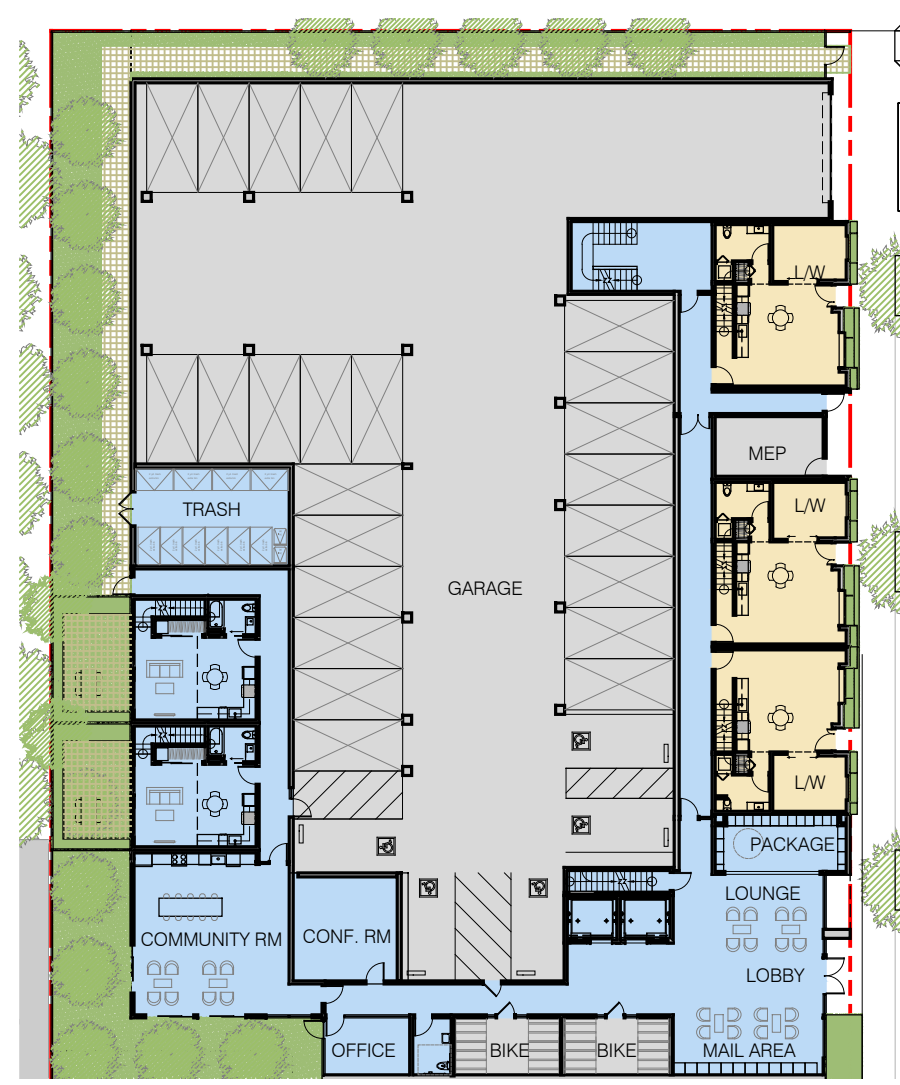 L/W
MEP
L/W
TRASH
GARAGE
L/W
PACKAGE
LOUNGE
COMMUNITY RM
CONF. RM
LOBBY
OFFICE
BIKE
BIKE
MAIL AREA